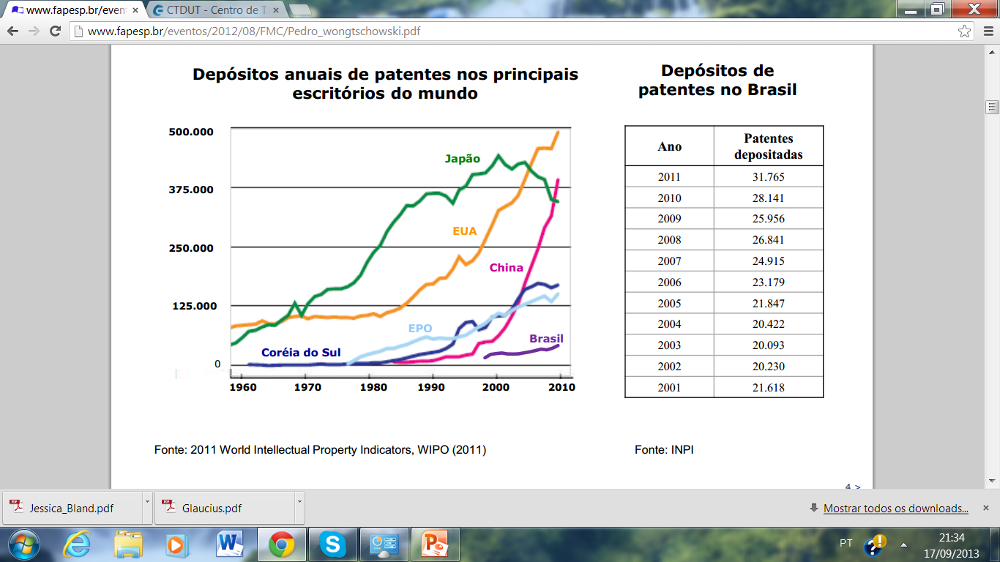 www.fapesp.br/even
CTDUT - Centro de T
www.fapesp.br/eventos/2012/08/FMC/Pedro_wongtschowski.pdf
Depósitos anuais de patentes nos principais
escritórios do mundo
500.000
375.000
250.000
125.000
0
Japão
EUA
China
EPO
Brasil
Coréia do Sul
1960 1970 1980 1990 2000 2010
Fonte: 2011 World Intellectual Property Indicators, WIPO (2011)
Depósitos de
patentes no Brasil
Ano Patentes
depositadas
2011 31.765
2010 28.141
2009 25.956
2008 26.841
2007 24.915
2006 23.179
2005 21.847
2004 20.422
2003 20.093
2002 20.230
2001 21.618
Fonte: INPI
4 >
Jessica_Bland.pdf
Glaucius.pdf
Mostrar todos os downloads...
PT
21:34
17/09/2013